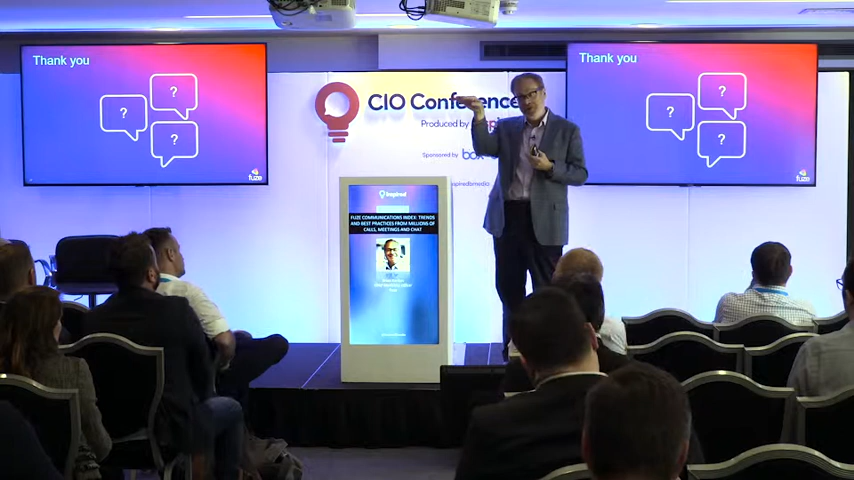 Thank you
?
?
?
fuze
CIO Conference
Produced by
Sponsored by box
inspired
FUZE COMMUNICATIONS INDEX: TRENDS
AND BEST PRACTICES FROM MILLIONS OF
CALLS, MEETINGS AND CHAT
Thank you
?
?
?
fuze